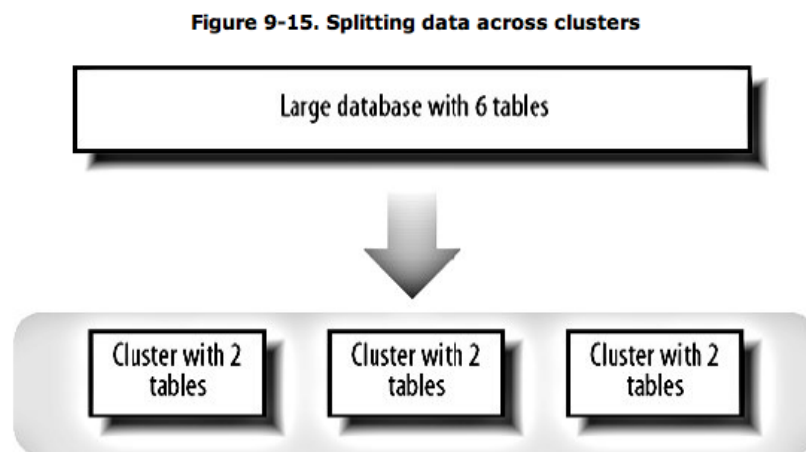 Figure 9-15. Splitting data across clusters
Large database with 6 tables
Cluster with 2
tables
Cluster with 2
tables
Cluster with 2
tables